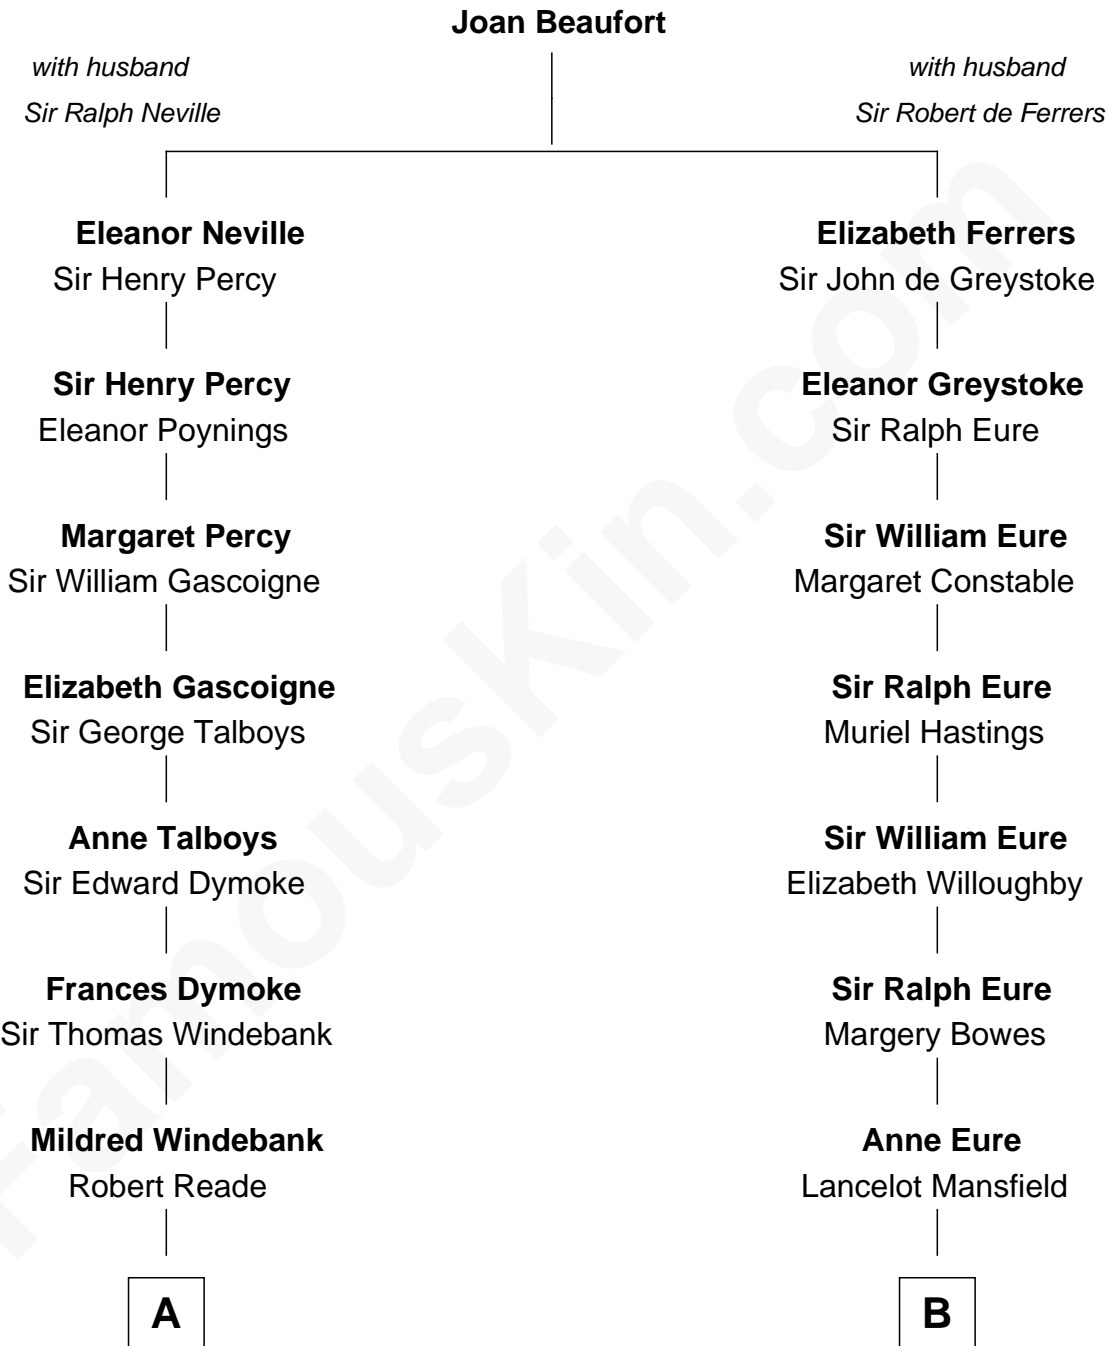 Joan Beaufort
with husband
Sir Ralph Neville
with husband
Sir Robert de Ferrers
Eleanor Neville
Sir Henry Percy
Elizabeth Ferrers
Sir John de Greystoke
Sir Henry Percy
Eleanor Poynings
Eleanor Greystoke
Sir Ralph Eure
Margaret Percy
Sir William Gascoigne
Sir William Eure
Margaret Constable
Elizabeth Gascoigne
Sir George Talboys
Sir Ralph Eure
Muriel Hastings
Anne Talboys
Sir Edward Dymoke
Sir William Eure
Elizabeth Willoughby
Frances Dymoke
Sir Thomas Windebank
Sir Ralph Eure
Margery Bowes
Mildred Windebank
Robert Reade
Anne Eure
Lancelot Mansfield
A
B
FamousKin.com